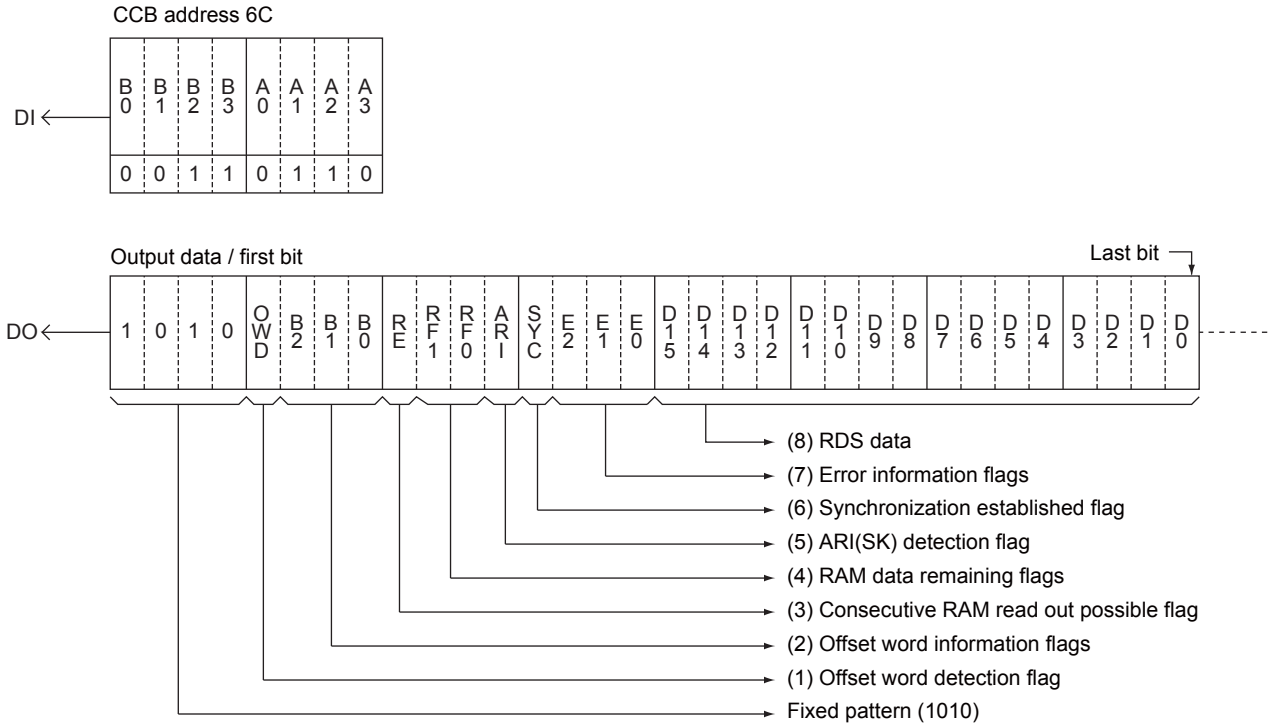 CCB address 6C
DI
B0 B1 B2 B3 A0 A1 A2 A3
0 0 1 1 0 1 1 0
Output data / first bit
Last bit
DO
1 0 1 0 OWD B2 B1 B0 RE RF1 RF0 ARI SYC E2 E1 E0 D15 D14 D13 D12 D11 D10 D9 D8 D7 D6 D5 D4 D3 D2 D1 D0
(8) RDS data
(7) Error information flags
(6) Synchronization established flag
(5) ARI(SK) detection flag
(4) RAM data remaining flags
(3) Consecutive RAM read out possible flag
(2) Offset word information flags
(1) Offset word detection flag
Fixed pattern (1010)